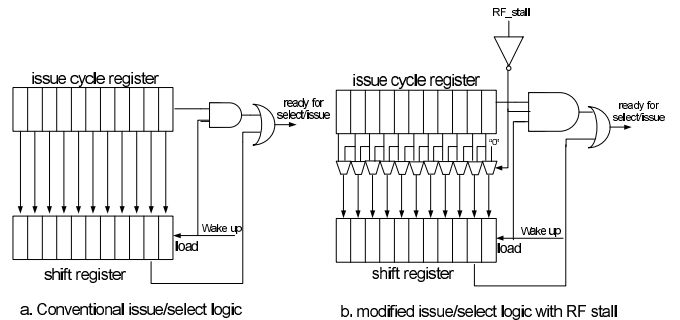 RF_stall
issue cycle register
ready for
select/issue
Wake up
load
shift register
a. Conventional issue/select logic
issue cycle register
"0"
ready for
select/issue
Wake up
load
shift register
b. modified issue/select logic with RF stall